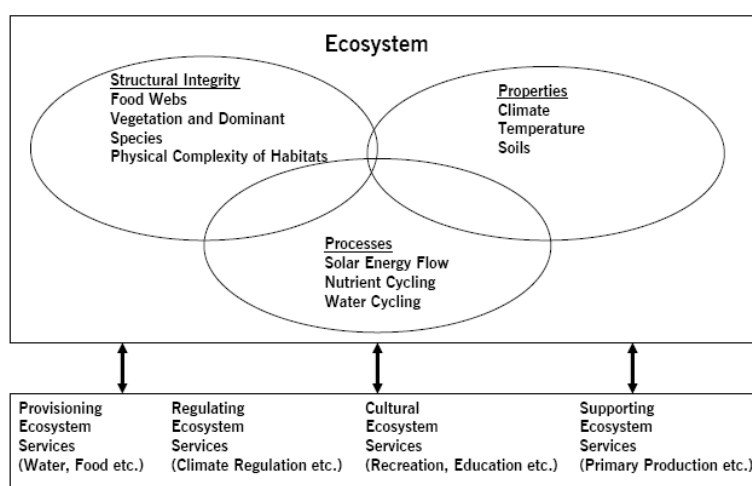 Ecosystem
Structural Integrity
Food Webs
Vegetation and Dominant
Species
Physical Complexity of Habitats
Properties
Climate
Temperature
Soils
Processes
Solar Energy Flow
Nutrient Cycling
Water Cycling
Provisioning
Ecosystem
Services
(Water, Food etc.)
Regulating
Ecosystem
Services
(Climate Regulation etc.)
Cultural
Ecosystem
Services
(Recreation, Education etc.)
Supporting
Ecosystem
Services
(Primary Production etc.)